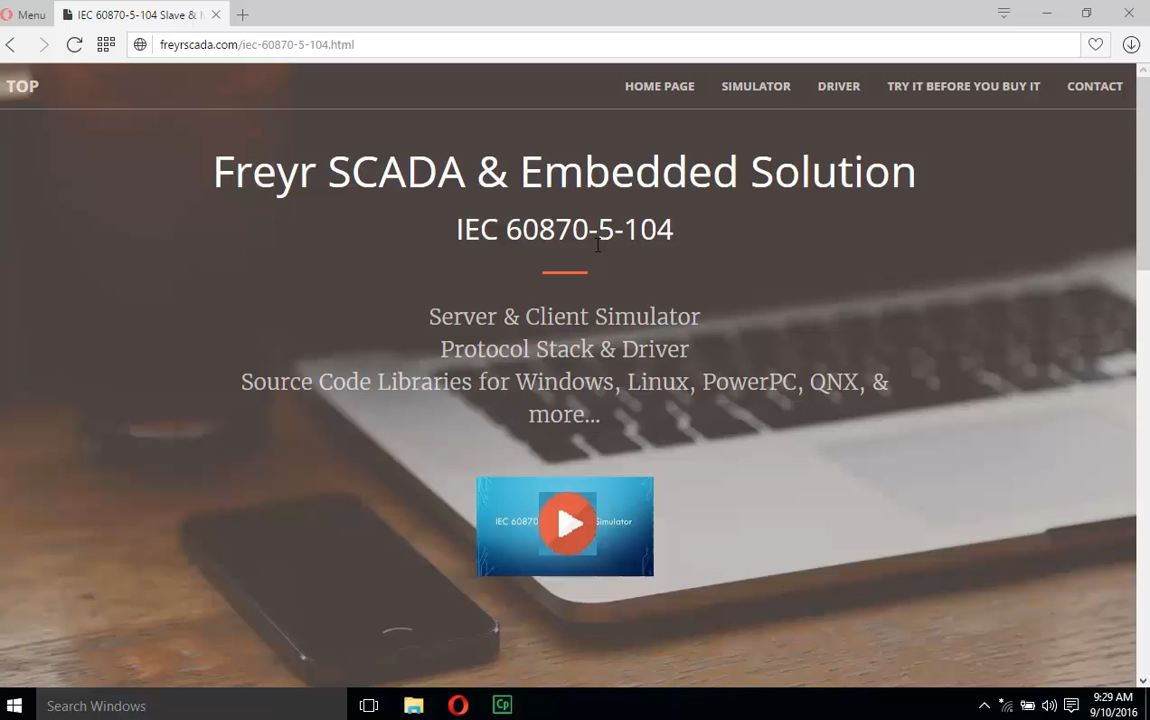 Menu
IEC 60870-5-104 Slave &
freyrscada.com/iec-60870-5-104.html
TOP
HOME PAGE
SIMULATOR
DRIVER
TRY IT BEFORE YOU BUY IT
CONTACT
Freyr SCADA & Embedded Solution
IEC 60870-5-104
Server & Client Simulator
Protocol Stack & Driver
Source Code Libraries for Windows, Linux, PowerPC, QNX, &
more...
IEC 60870 Simulator
Search Windows
Cp
9:29 AM
9/10/2016